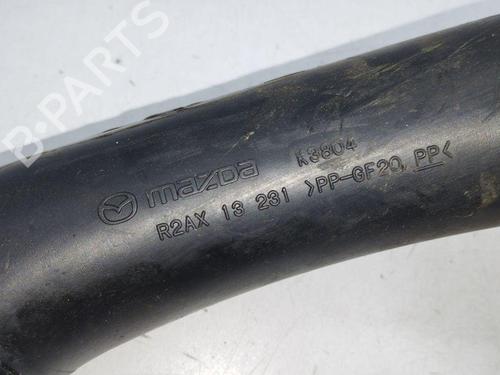 B-PARTS
mazda K3804
R2AX 13 231 >PP-GF20, PP<